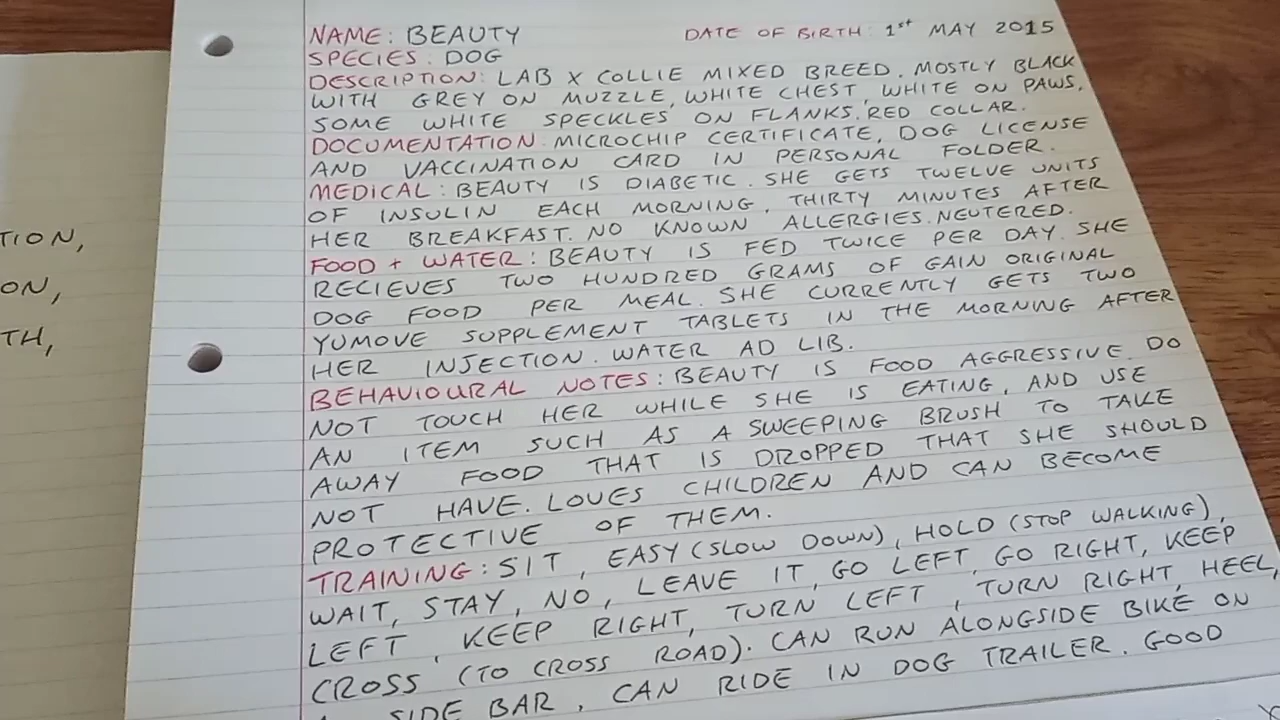 NAME: BEAUTY DATE OF BIRTH: 1st MAY 2015
SPECIES: DOG
DESCRIPTION: LAB X COLLIE MIXED BREED. MOSTLY BLACK
WITH GREY ON MUZZLE, WHITE CHEST, WHITE ON PAWS,
SOME WHITE SPECKLES ON FLANKS. RED COLLAR.
DOCUMENTATION: MICROCHIP CERTIFICATE, DOG LICENSE
AND VACCINATION CARD IN PERSONAL FOLDER.
MEDICAL: BEAUTY IS DIABETIC. SHE GETS TWELVE UNITS
OF INSULIN EACH MORNING, THIRTY MINUTES AFTER
HER BREAKFAST. NO KNOWN ALLERGIES. NEUTERED.
FOOD + WATER: BEAUTY IS FED TWICE PER DAY. SHE
RECIEVES TWO HUNDRED GRAMS OF GAIN ORIGINAL
DOG FOOD PER MEAL. SHE CURRENTLY GETS TWO
YUMOVE SUPPLEMENT TABLETS IN THE MORNING AFTER
HER INJECTION. WATER AD LIB.
BEHAVIOURAL NOTES: BEAUTY IS FOOD AGGRESSIVE. DO
NOT TOUCH HER WHILE SHE IS EATING, AND USE
AN ITEM SUCH AS A SWEEPING BRUSH TO TAKE
AWAY FOOD THAT IS DROPPED THAT SHE SHOULD
NOT HAVE. LOVES CHILDREN AND CAN BECOME
PROTECTIVE OF THEM.
TRAINING: SIT, EASY (SLOW DOWN), HOLD (STOP WALKING),
WAIT, STAY, NO, LEAVE IT, GO LEFT, GO RIGHT, KEEP
LEFT, KEEP RIGHT, TURN LEFT, TURN RIGHT, HEEL,
CROSS (TO CROSS ROAD). CAN RUN ALONGSIDE BIKE ON
SIDE BAR, CAN RIDE IN DOG TRAILER. GOOD
TION,
ON,
TH,